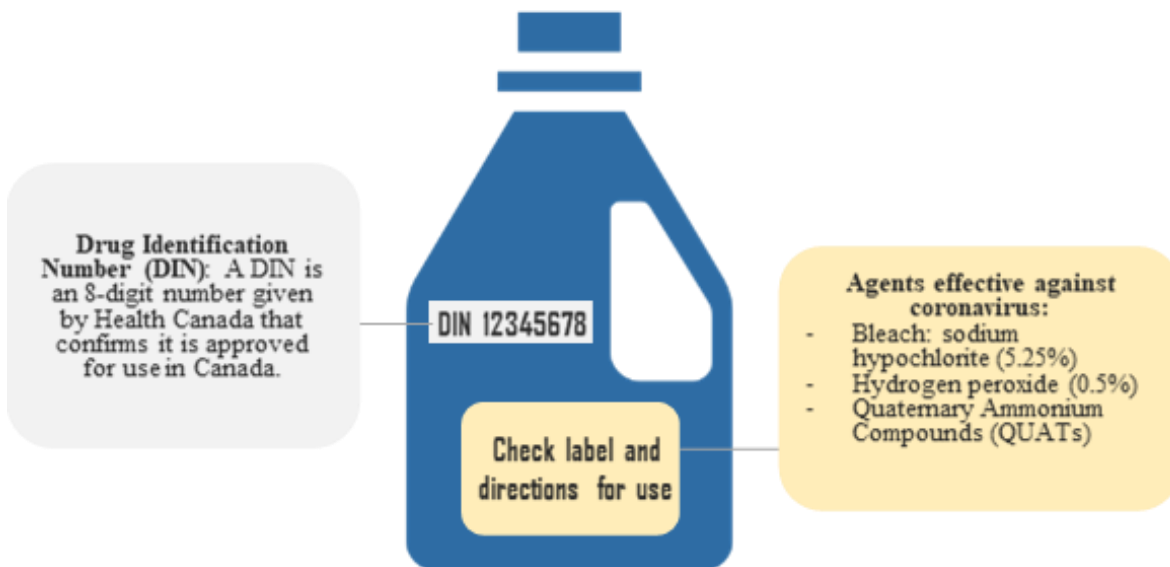 Drug Identification
Number (DIN): A DIN is
an 8-digit number given
by Health Canada that
confirms it is approved
for use in Canada.
DIN 12345678
Check label and
directions for use
Agents effective against
coronavirus:
- Bleach: sodium
hypochlorite (5.25%)
- Hydrogen peroxide (0.5%)
- Quaternary Ammonium
Compounds (QUATs)